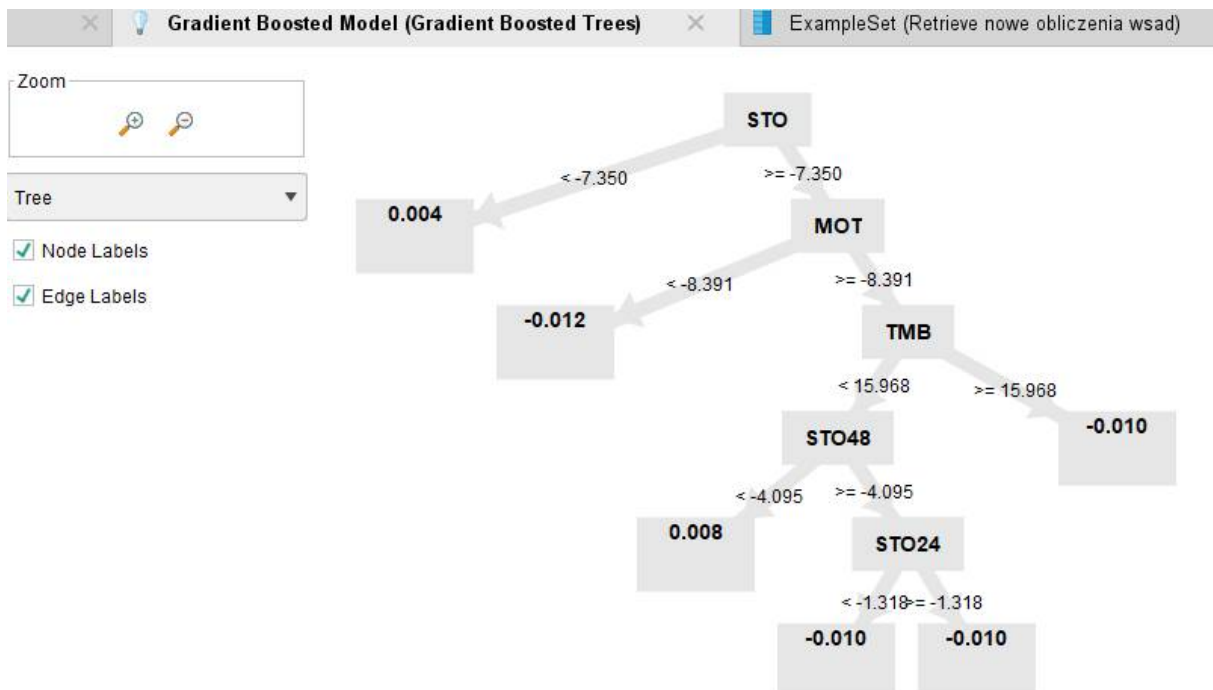 Gradient Boosted Model (Gradient Boosted Trees)
ExampleSet (Retrieve nowe obliczenia wsad)
Zoom
Tree
Node Labels
Edge Labels
STO
< -7.350
>= -7.350
0.004
MOT
< -8.391
>= -8.391
-0.012
TMB
< 15.968
>= 15.968
STO48
-0.010
< -4.095
>= -4.095
0.008
STO24
< -1.318
>= -1.318
-0.010
-0.010